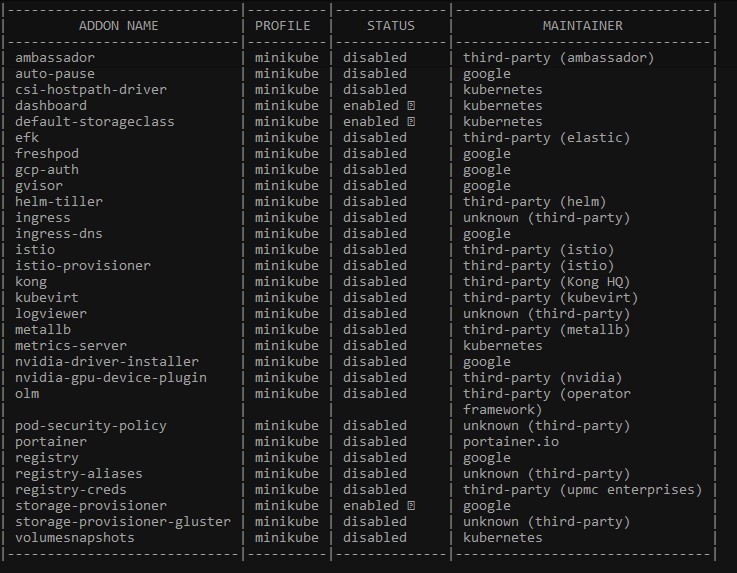 |-----------------------------|----------|--------------|--------------------------------|
|         ADDON NAME          | PROFILE  |    STATUS    |           MAINTAINER           |
|-----------------------------|----------|--------------|--------------------------------|
| ambassador                  | minikube | disabled     | third-party (ambassador)       |
| auto-pause                  | minikube | disabled     | google                         |
| csi-hostpath-driver         | minikube | disabled     | kubernetes                     |
| dashboard                   | minikube | enabled ⍰    | kubernetes                     |
| default-storageclass        | minikube | enabled ⍰    | kubernetes                     |
| efk                         | minikube | disabled     | third-party (elastic)          |
| freshpod                    | minikube | disabled     | google                         |
| gcp-auth                    | minikube | disabled     | google                         |
| gvisor                      | minikube | disabled     | google                         |
| helm-tiller                 | minikube | disabled     | third-party (helm)             |
| ingress                     | minikube | disabled     | unknown (third-party)          |
| ingress-dns                 | minikube | disabled     | google                         |
| istio                       | minikube | disabled     | third-party (istio)            |
| istio-provisioner           | minikube | disabled     | third-party (istio)            |
| kong                        | minikube | disabled     | third-party (Kong HQ)          |
| kubevirt                    | minikube | disabled     | third-party (kubevirt)         |
| logviewer                   | minikube | disabled     | unknown (third-party)          |
| metallb                     | minikube | disabled     | third-party (metallb)          |
| metrics-server              | minikube | disabled     | kubernetes                     |
| nvidia-driver-installer     | minikube | disabled     | google                         |
| nvidia-gpu-device-plugin    | minikube | disabled     | third-party (nvidia)           |
| olm                         | minikube | disabled     | third-party (operator          |
|                             |          |              | framework)                     |
| pod-security-policy         | minikube | disabled     | unknown (third-party)          |
| portainer                   | minikube | disabled     | portainer.io                   |
| registry                    | minikube | disabled     | google                         |
| registry-aliases            | minikube | disabled     | unknown (third-party)          |
| registry-creds              | minikube | disabled     | third-party (upmc enterprises) |
| storage-provisioner         | minikube | enabled ⍰    | google                         |
| storage-provisioner-gluster | minikube | disabled     | unknown (third-party)          |
| volumesnapshots             | minikube | disabled     | kubernetes                     |
|-----------------------------|----------|--------------|--------------------------------|